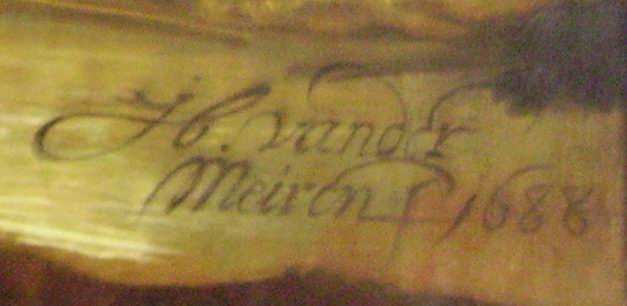 Jb. vander
Meiren f 1688